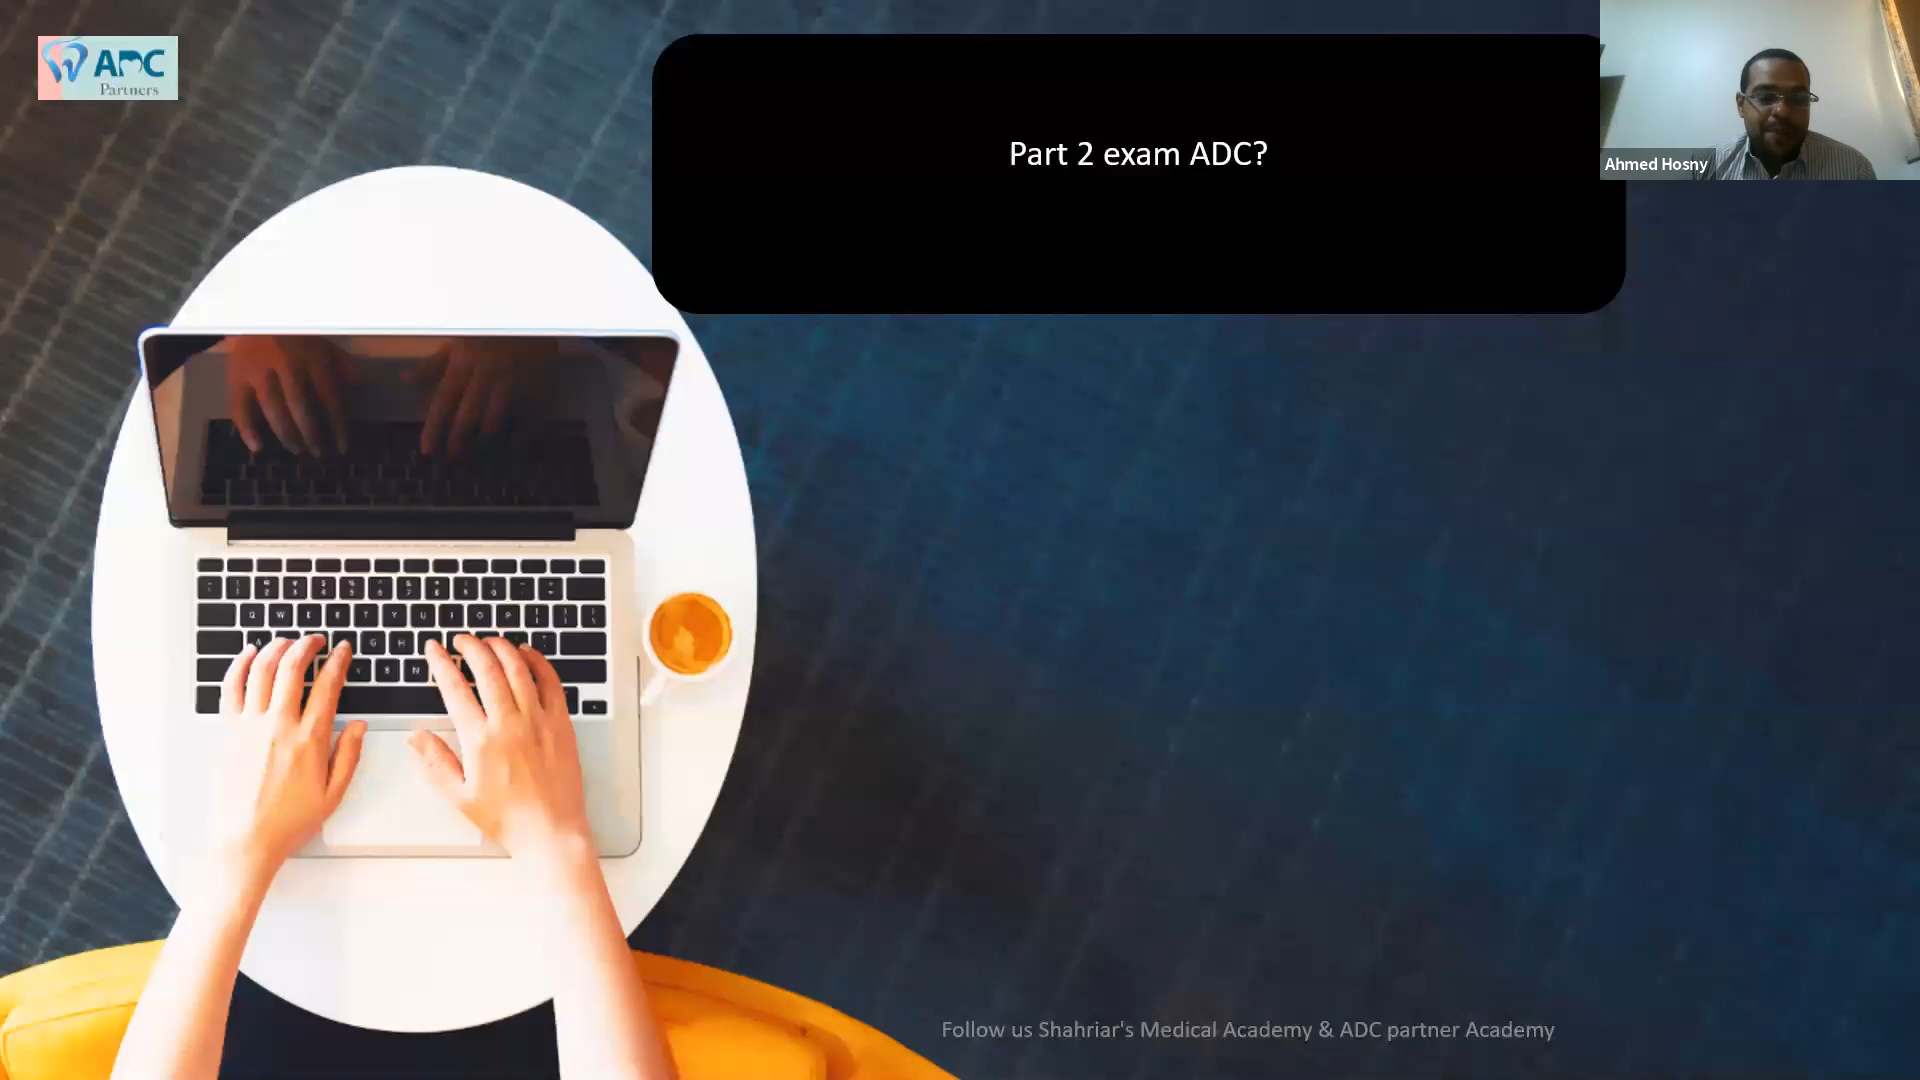 ADC
Partners
Part 2 exam ADC?
Ahmed Hosny
Follow us Shahriar's Medical Academy & ADC partner Academy